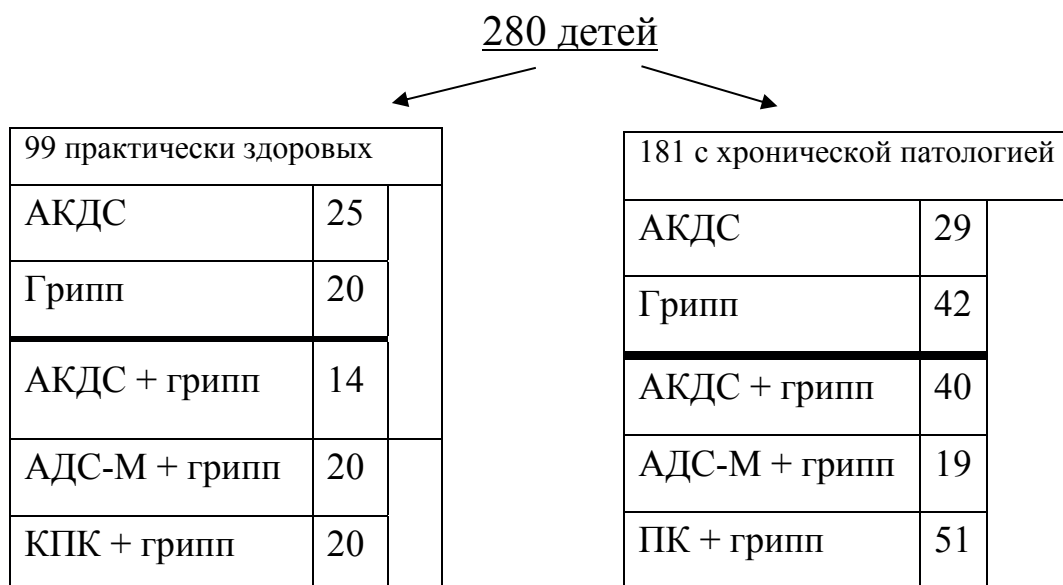 280 детей
99 практически здоровых
АКДС 25
Грипп 20
АКДС + грипп 14
АДС-М + грипп 20
КПК + грипп 20
181 с хронической патологией
АКДС 29
Грипп 42
АКДС + грипп 40
АДС-М + грипп 19
ПК + грипп 51